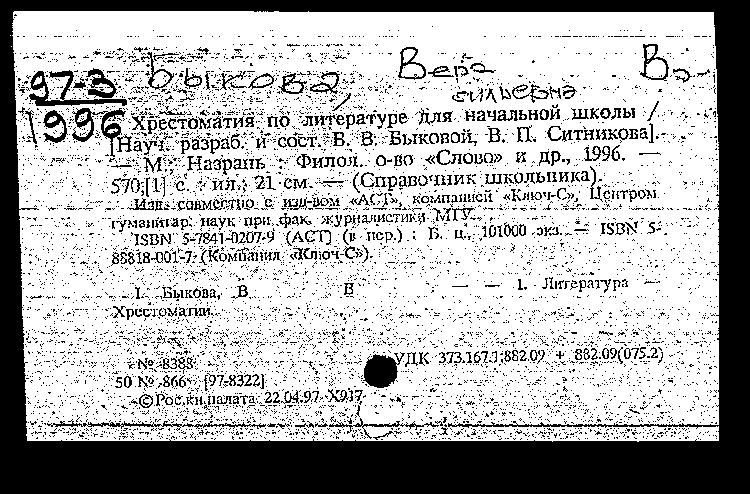 97-3 Быкова, Вера Ва-
сильевна
1996
Хрестоматия по литературе для начальной школы /
[Науч. разраб. и сост. Б. В. Быковой, В. П. Ситникова].
— М. ; Назрань : Филол. о-во «Слово» и др., 1996. —
570,[1] с. : ил.; 21 см. — (Справочник школьника).
Изд. совместно с изд-вом «АСТ», компанией «Ключ-С», Центром
гуманитар. наук при фак. журналистики МГУ.
ISBN 5-7841-0207-9 (АСТ) (в пер.) : Б. ц., 101000 экз. — ISBN 5-
88818-001-7 (Компания «Ключ-С»).
I. Быкова, В В — — 1. Литература —
Хрестоматии.
№ 8388 УДК 373.167.1:882.09 + 882.09(075.2)
50 № 866 [97-8322]
© Рос. кн. палата 22.04.97 Х917